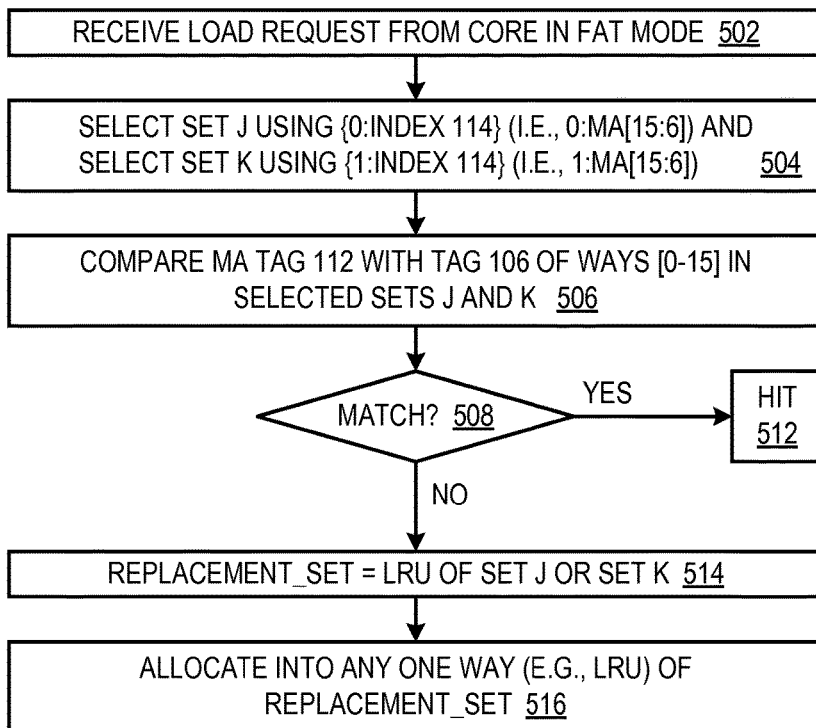 RECEIVE LOAD REQUEST FROM CORE IN FAT MODE 502
SELECT SET J USING {0:INDEX 114} (I.E., 0:MA[15:6]) AND
SELECT SET K USING {1:INDEX 114} (I.E., 1:MA[15:6]) 504
COMPARE MA TAG 112 WITH TAG 106 OF WAYS [0-15] IN
SELECTED SETS J AND K 506
MATCH? 508
YES
HIT
512
NO
REPLACEMENT_SET = LRU OF SET J OR SET K 514
ALLOCATE INTO ANY ONE WAY (E.G., LRU) OF
REPLACEMENT_SET 516